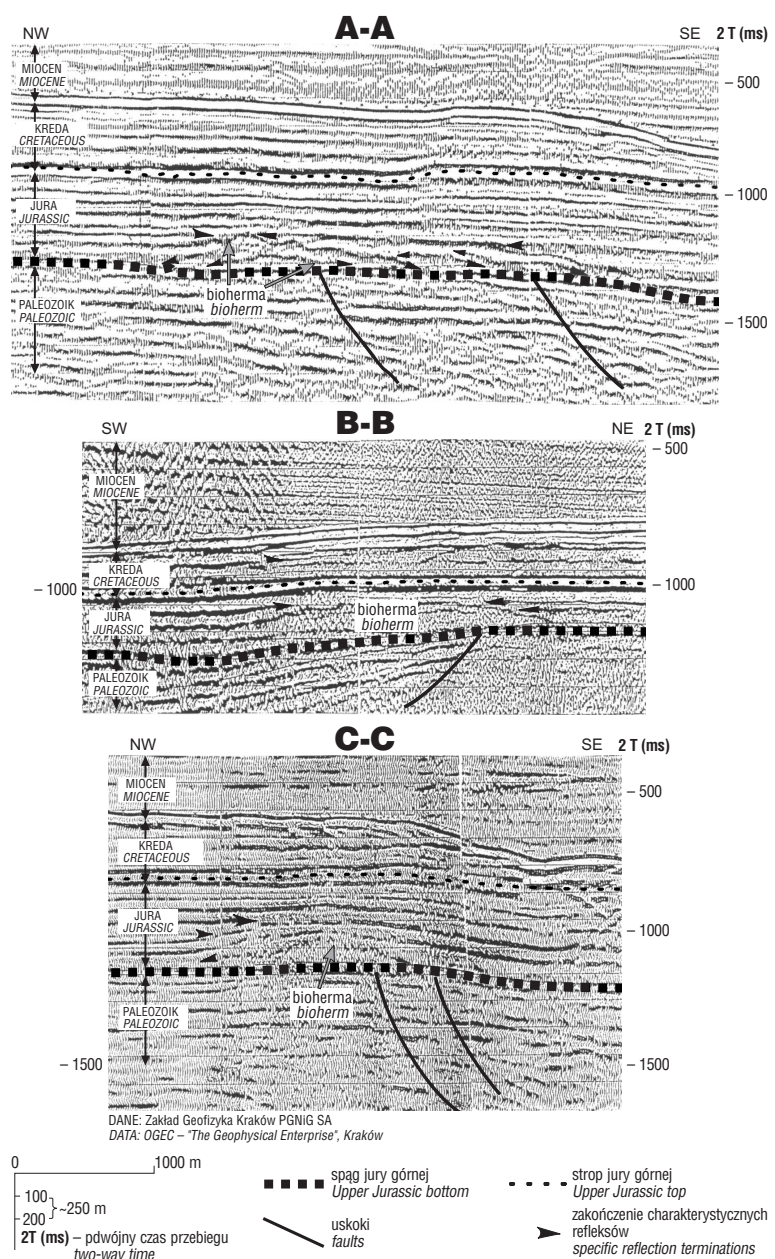 A-A
NW
SE 2 T (ms)
MIOCEN
MIOCENE
– 500
KREDA
CRETACEOUS
– 1000
JURA
JURASSIC
bioherma
bioherm
PALEOZOIK
PALEOZOIC
– 1500
B-B
SW
NE 2 T (ms)
– 500
MIOCEN
MIOCENE
KREDA
CRETACEOUS
– 1000
– 1000
JURA
JURASSIC
bioherma
bioherm
PALEOZOIK
PALEOZOIC
C-C
NW
SE 2 T (ms)
MIOCEN
MIOCENE
– 500
KREDA
CRETACEOUS
JURA
JURASSIC
– 1000
bioherma
bioherm
PALEOZOIK
PALEOZOIC
– 1500
– 1500
DANE: Zakład Geofizyka Kraków PGNiG SA
DATA: OGEC – "The Geophysical Enterprise", Kraków
0
1000 m
100
200
~250 m
2T (ms) – pdwójny czas przebiegu
two-way time
spąg jury górnej
Upper Jurassic bottom
uskoki
faults
strop jury górnej
Upper Jurassic top
zakończenie charakterystycznych
refleksów
specific reflection terminations